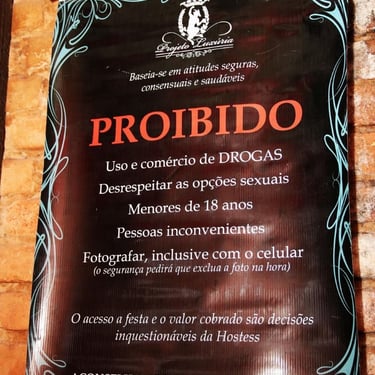 Projeto Luxúria
Baseia-se em atitudes seguras,
consensuais e saudáveis
PROIBIDO
Uso e comércio de DROGAS
Desrespeitar as opções sexuais
Menores de 18 anos
Pessoas inconvenientes
Fotografar, inclusive com o celular
(o segurança pedirá que exclua a foto na hora)
O acesso a festa e o valor cobrado são decisões
inquestionáveis da Hostess